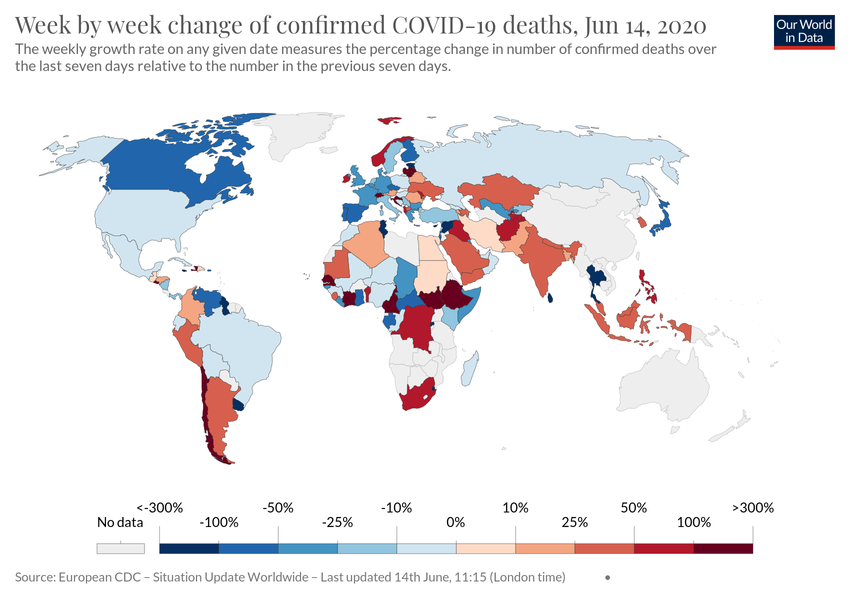 Week by week change of confirmed COVID-19 deaths, Jun 14, 2020
Our World
in Data
The weekly growth rate on any given date measures the percentage change in number of confirmed deaths over
the last seven days relative to the number in the previous seven days.
<-300% -50% -10% 10% 50% >300%
No data -100% -25% 0% 25% 100%
Source: European CDC – Situation Update Worldwide – Last updated 14th June, 11:15 (London time) •